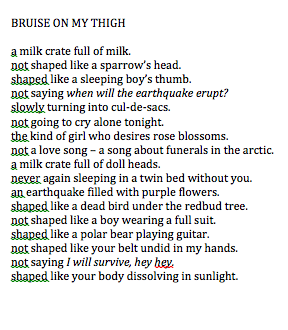 BRUISE ON MY THIGH
a milk crate full of milk.
not shaped like a sparrow's head.
shaped like a sleeping boy's thumb.
not saying when will the earthquake erupt?
slowly turning into cul-de-sacs.
not going to cry alone tonight.
the kind of girl who desires rose blossoms.
not a love song – a song about funerals in the arctic.
a milk crate full of doll heads.
never again sleeping in a twin bed without you.
an earthquake filled with purple flowers.
shaped like a dead bird under the redbud tree.
not shaped like a boy wearing a full suit.
shaped like a polar bear playing guitar.
not shaped like your belt undid in my hands.
not saying I will survive, hey hey.
shaped like your body dissolving in sunlight.